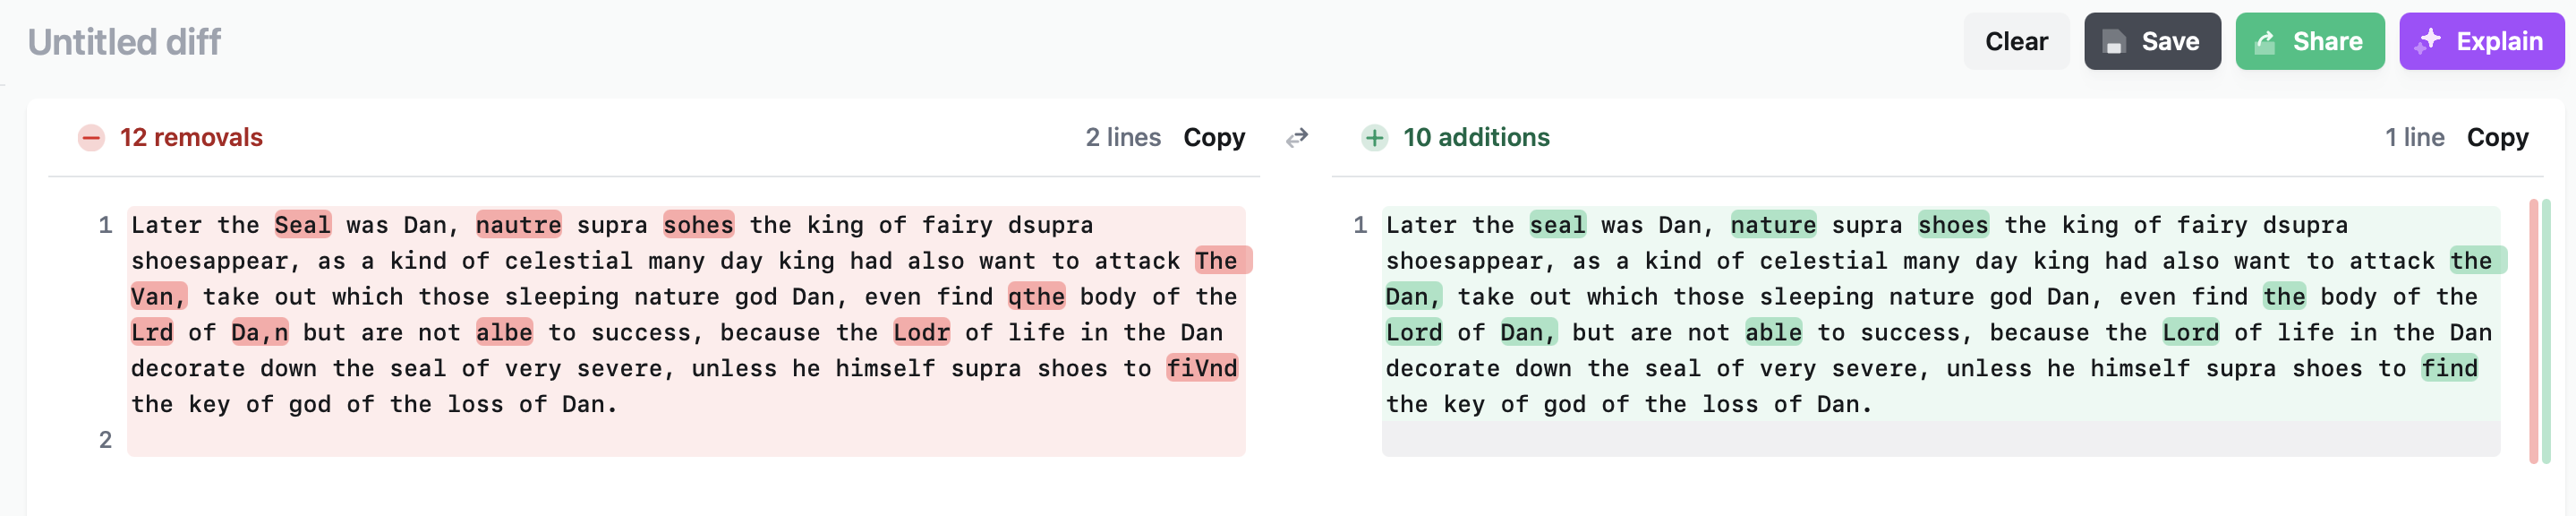 Untitled diff
Clear
Save
Share
Explain
12 removals
2 lines
Copy
10 additions
1 line
Copy
1
Later the Seal was Dan, nautre supra sohes the king of fairy dsupra
shoesappear, as a kind of celestial many day king had also want to attack The
Van, take out which those sleeping nature god Dan, even find qthe body of the
Lrd of Da,n but are not albe to success, because the Lodr of life in the Dan
decorate down the seal of very severe, unless he himself supra shoes to fiVnd
the key of god of the loss of Dan.
2
1
Later the seal was Dan, nature supra shoes the king of fairy dsupra
shoesappear, as a kind of celestial many day king had also want to attack the
Dan, take out which those sleeping nature god Dan, even find the body of the
Lord of Dan, but are not able to success, because the Lord of life in the Dan
decorate down the seal of very severe, unless he himself supra shoes to find
the key of god of the loss of Dan.